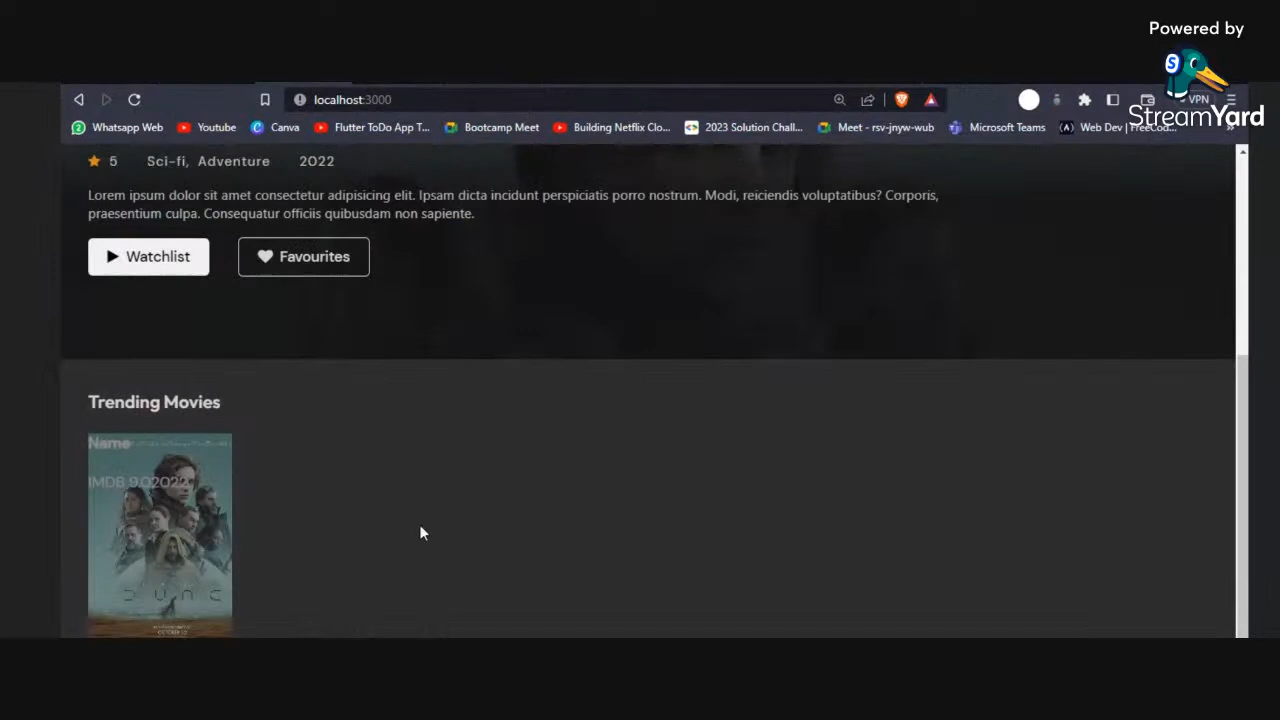 Powered by
StreamYard
localhost:3000
VPN
Whatsapp Web
Youtube
Canva
Flutter ToDo App T...
Bootcamp Meet
Building Netflix Clo...
2023 Solution Chall...
Meet - rsv-jnyw-wub
Microsoft Teams
Web Dev | FreeCod...
5 Sci-fi, Adventure 2022
Lorem ipsum dolor sit amet consectetur adipisicing elit. Ipsam dicta incidunt perspiciatis porro nostrum. Modi, reiciendis voluptatibus? Corporis,
praesentium culpa. Consequatur officiis quibusdam non sapiente.
Watchlist
Favourites
Trending Movies
Name
IMDB 9.02022
DUNC
OCTOBER